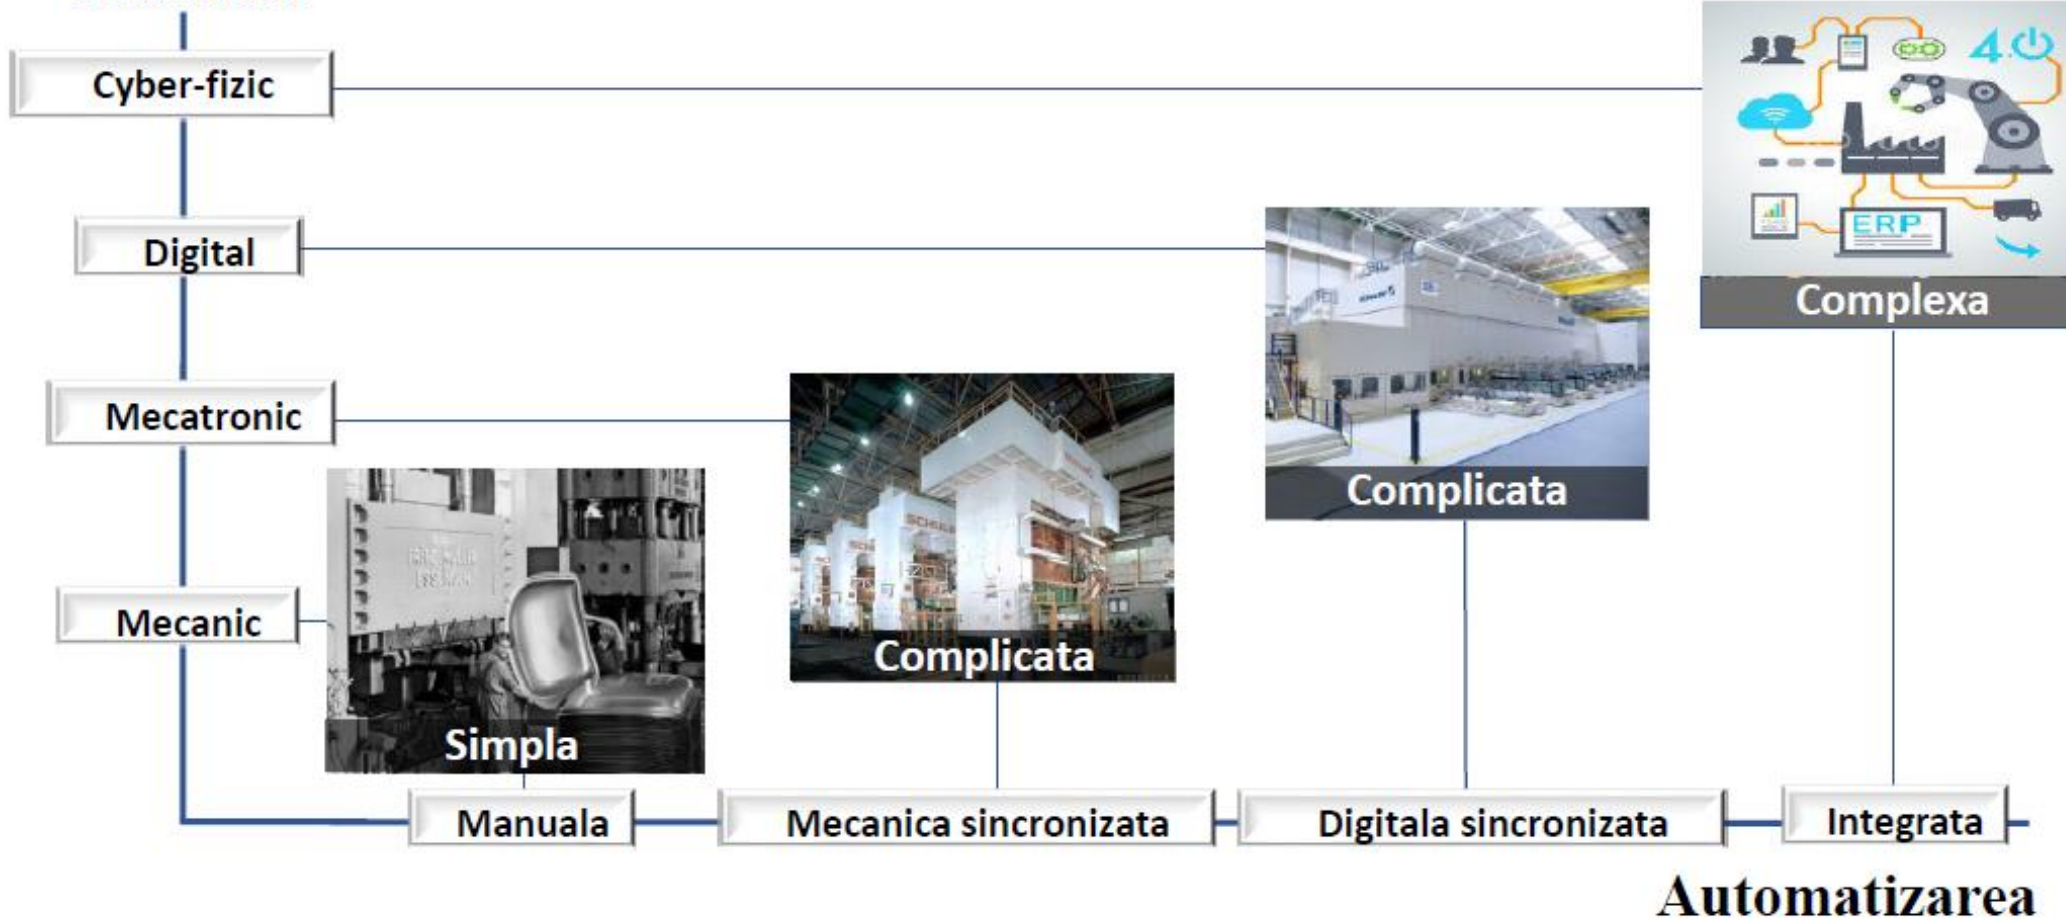 Cyber-fizic
4.0
ERP
Complexa
Digital
Complicata
Mecatronic
Complicata
Mecanic
Simpla
Manuala
Mecanica sincronizata
Digitala sincronizata
Integrata
Automatizarea